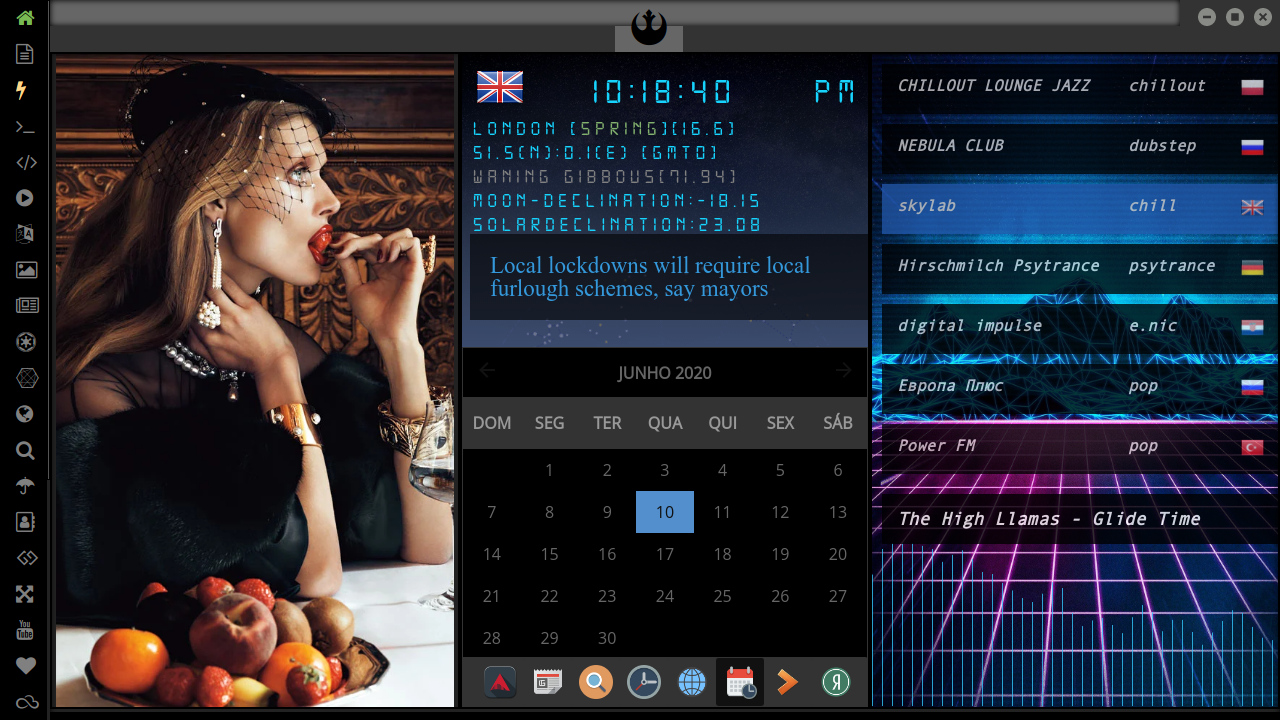 10:18:40 PM
LONDON [SPRING][16.6]
51.5(N):0.1(E) [GMT0]
WANING GIBBOUS[71.94]
MOON-DECLINATION:-18.15
SOLARDECLINATION:23.08
Local lockdowns will require local
furlough schemes, say mayors
JUNHO 2020
DOM SEG TER QUA QUI SEX SÁB
1 2 3 4 5 6
7 8 9 10 11 12 13
14 15 16 17 18 19 20
21 22 23 24 25 26 27
28 29 30
CHILLOUT LOUNGE JAZZ chillout
NEBULA CLUB dubstep
skylab chill
Hirschmilch Psytrance psytrance
digital impulse e.nic
Европа Плюс pop
Power FM pop
The High Llamas - Glide Time
You
Tube
Я